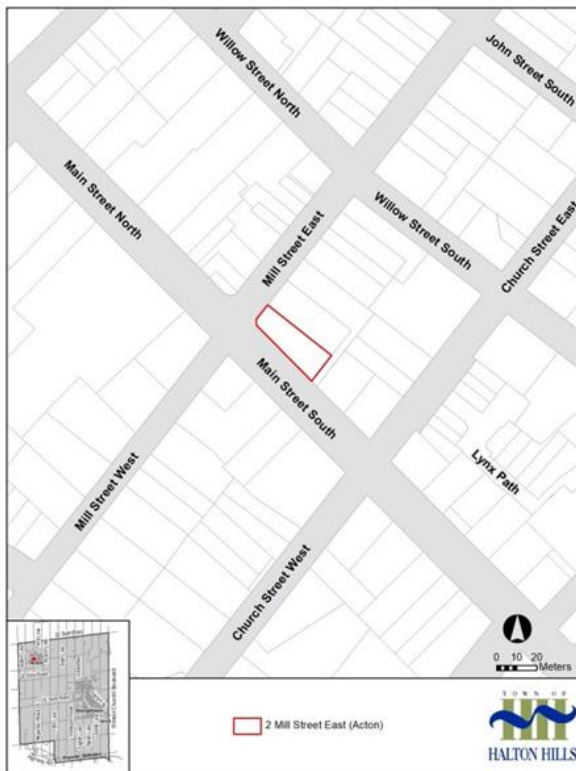 Willow Street North
John Street South
Main Street North
Mill Street East
Willow Street South
Church Street East
Main Street South
Lynx Path
Mill Street West
Church Street West
0 10 20
Meters
2 Mill Street East (Acton)
TOWN OF
HALTON HILLS